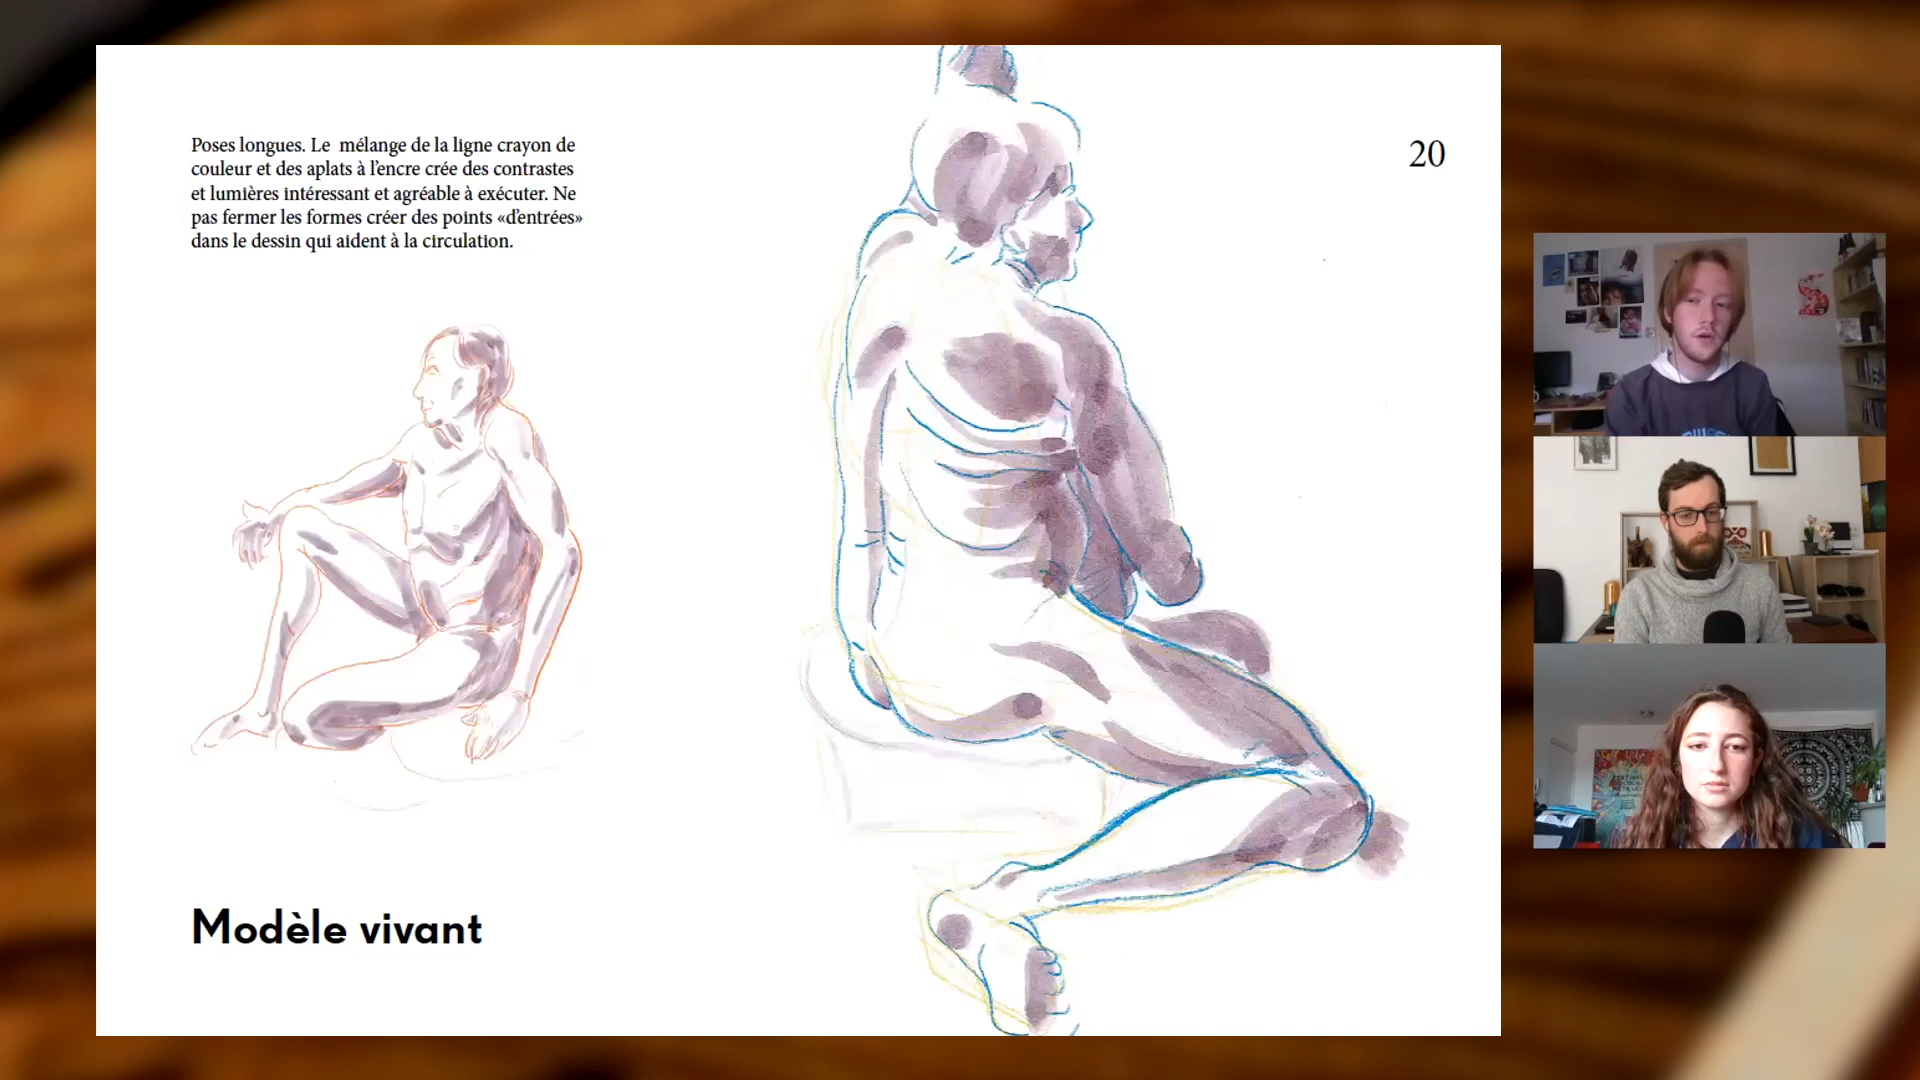 Poses longues. Le  mélange de la ligne crayon de
couleur et des aplats à l'encre crée des contrastes
et lumières intéressant et agréable à exécuter. Ne
pas fermer les formes créer des points «d'entrées»
dans le dessin qui aident à la circulation.
20
Modèle vivant